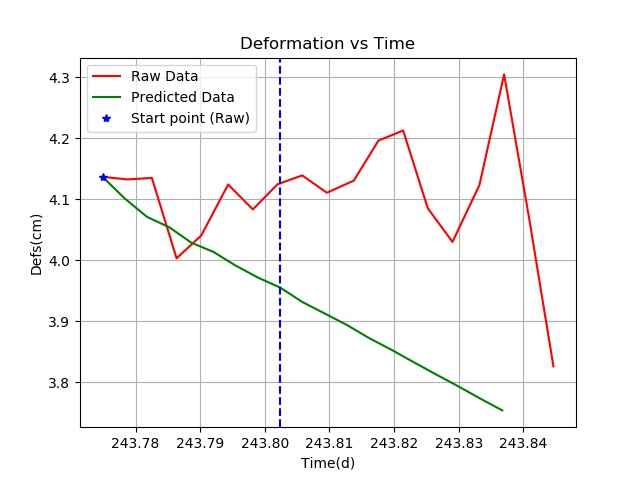 Deformation vs Time
Raw Data
Predicted Data
Start point (Raw)
Defs(cm)
4.3
4.2
4.1
4.0
3.9
3.8
243.78 243.79 243.80 243.81 243.82 243.83 243.84
Time(d)